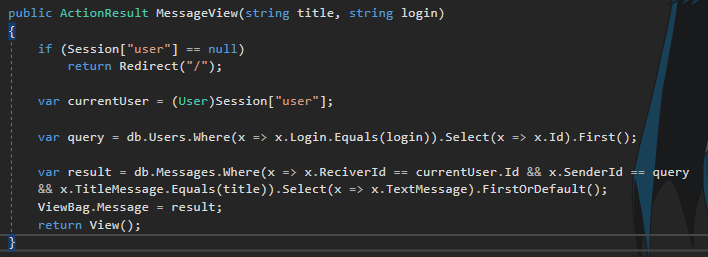 public ActionResult MessageView(string title, string login)
{
if (Session["user"] == null)
return Redirect("/");
var currentUser = (User)Session["user"];
var query = db.Users.Where(x => x.Login.Equals(login)).Select(x => x.Id).First();
var result = db.Messages.Where(x => x.ReciverId == currentUser.Id && x.SenderId == query
&& x.TitleMessage.Equals(title)).Select(x => x.TextMessage).FirstOrDefault();
ViewBag.Message = result;
return View();
}